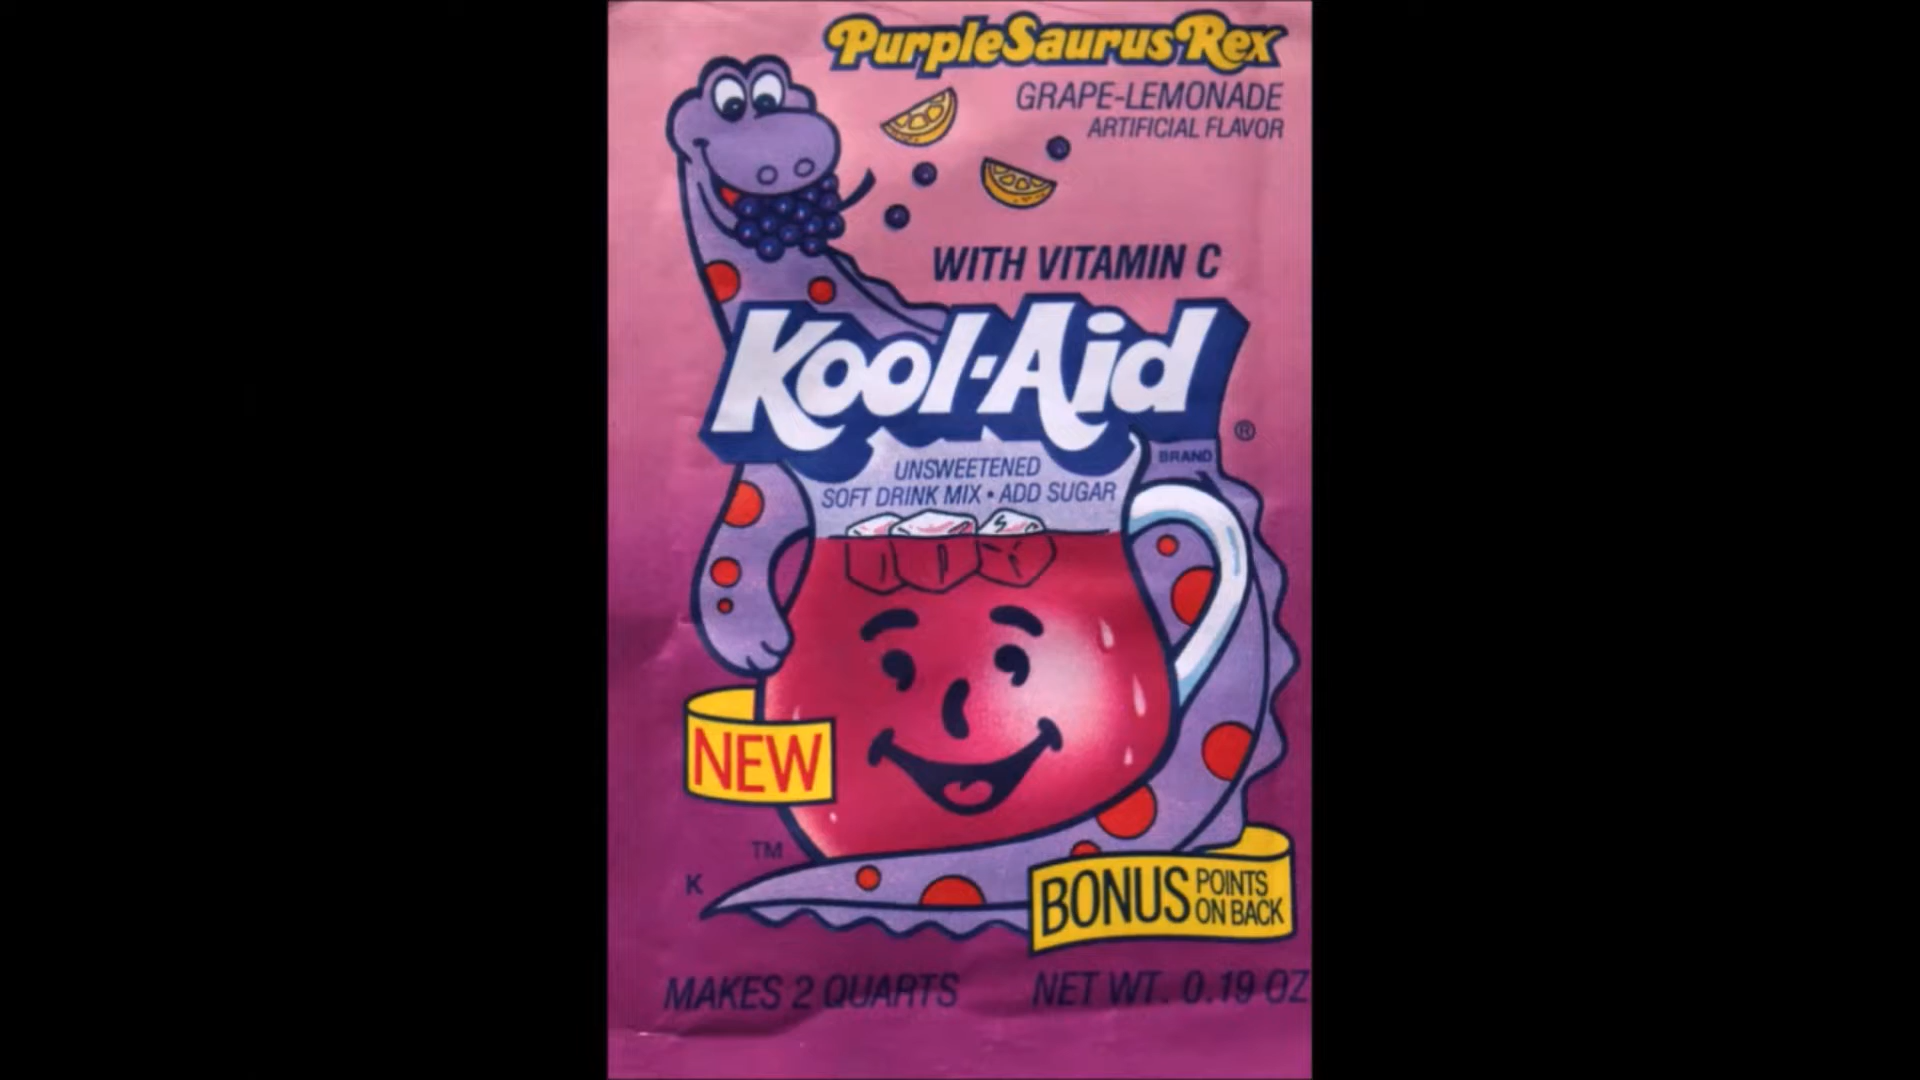 PurpleSaurus Rex
GRAPE-LEMONADE
ARTIFICIAL FLAVOR
WITH VITAMIN C
Kool-Aid
®
BRAND
UNSWEETENED
SOFT DRINK MIX • ADD SUGAR
NEW
TM
K
BONUS POINTS
ON BACK
MAKES 2 QUARTS NET WT. 0.19 OZ